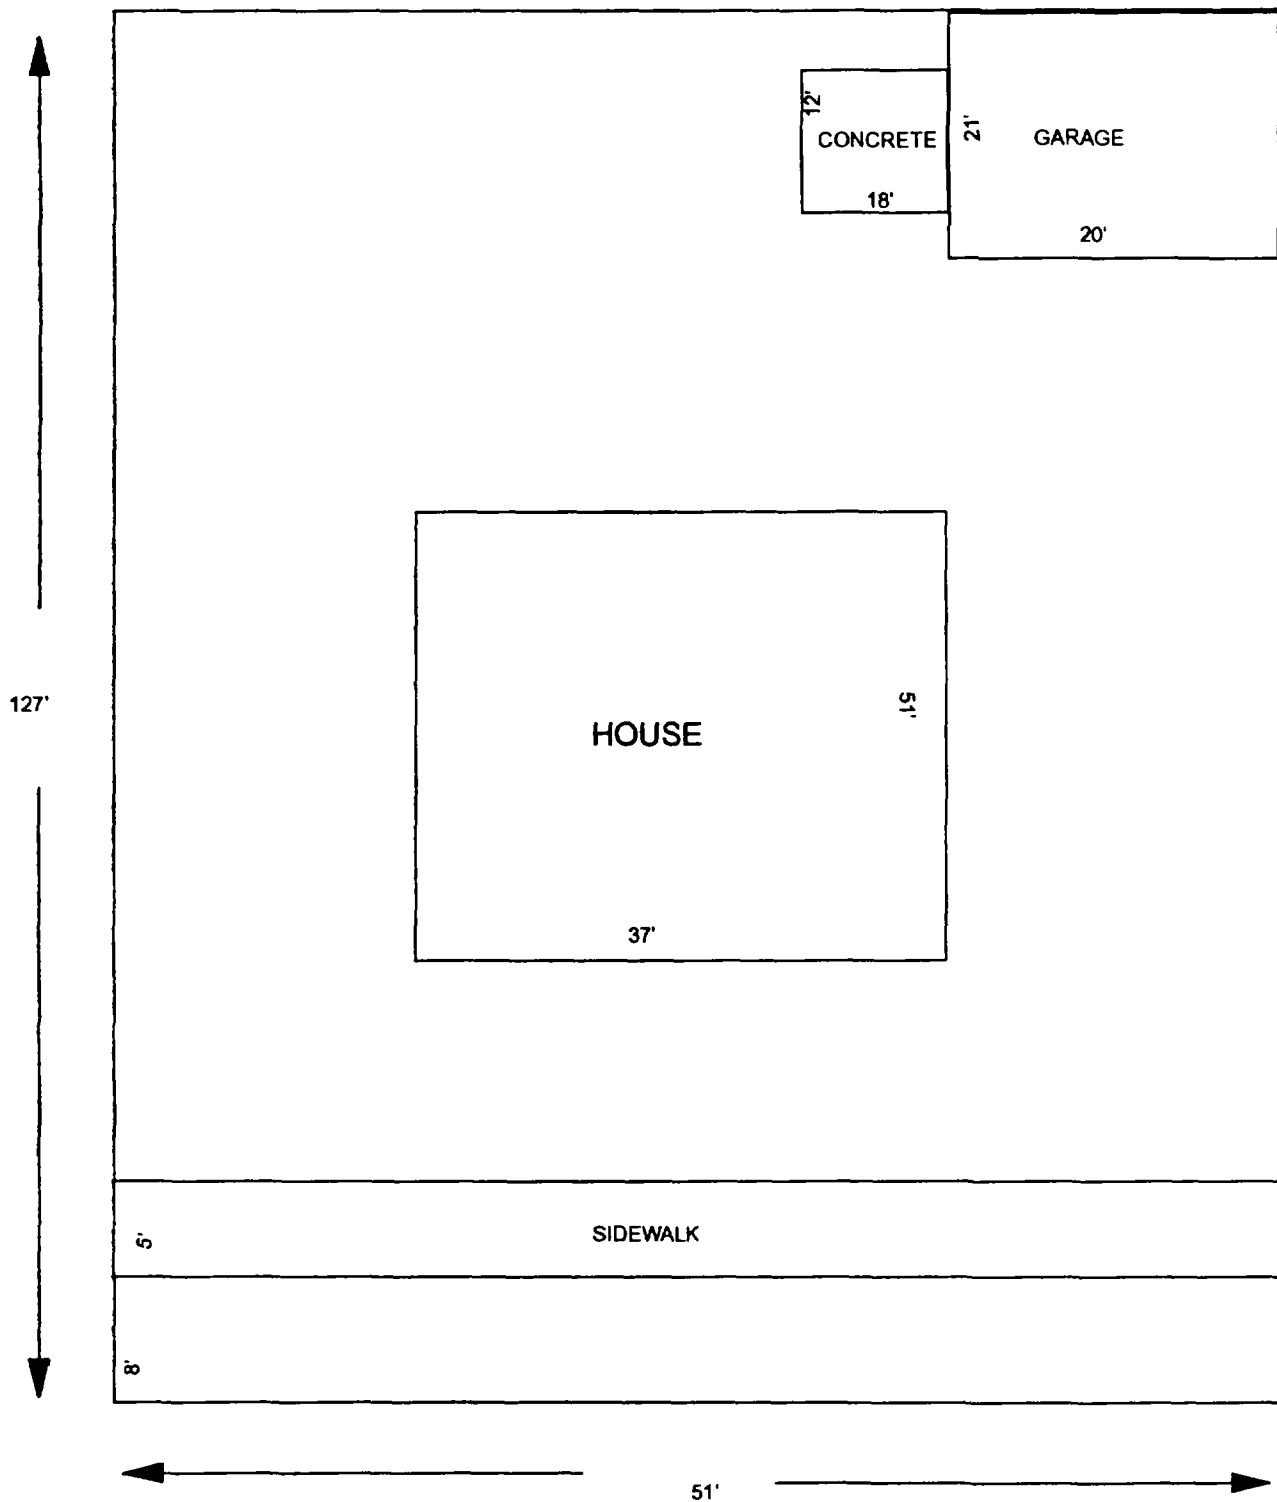 12'
CONCRETE
18'
21'
GARAGE
20'
127'
HOUSE
51'
37'
SIDEWALK
5'
8'
51'